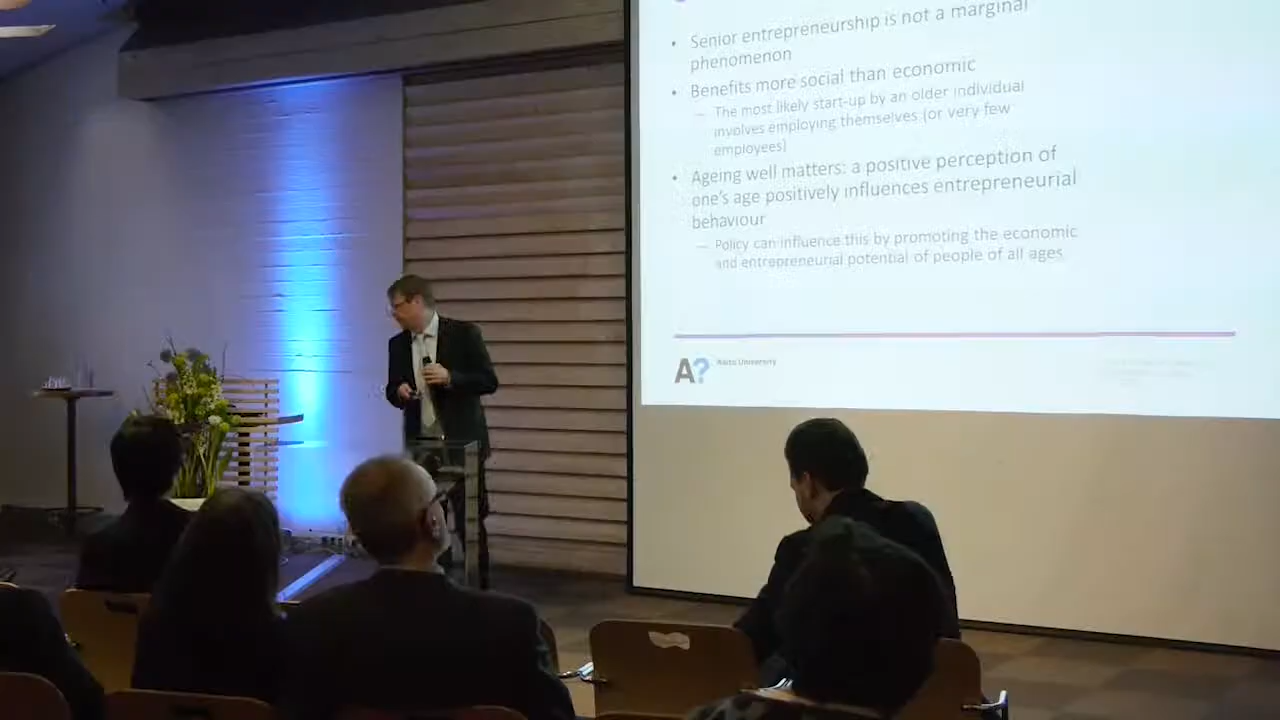 • Senior entrepreneurship is not a marginal
phenomenon
• Benefits more social than economic
– The most likely start-up by an older individual
involves employing themselves (or very few
employees)
• Ageing well matters: a positive perception of
one's age positively influences entrepreneurial
behaviour
– Policy can influence this by promoting the economic
and entrepreneurial potential of people of all ages
A? Aalto University